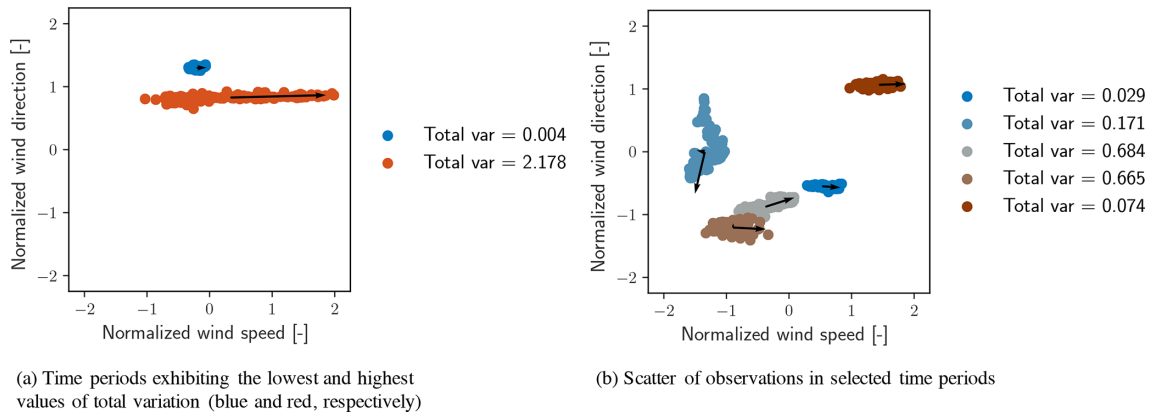 2
1
0
−1
−2
Normalized wind direction [-]
−2 −1 0 1 2
Normalized wind speed [-]
Total var = 0.004
Total var = 2.178
(a) Time periods exhibiting the lowest and highest
values of total variation (blue and red, respectively)
2
1
0
−1
−2
Normalized wind direction [-]
−2 −1 0 1 2
Normalized wind speed [-]
Total var = 0.029
Total var = 0.171
Total var = 0.684
Total var = 0.665
Total var = 0.074
(b) Scatter of observations in selected time periods